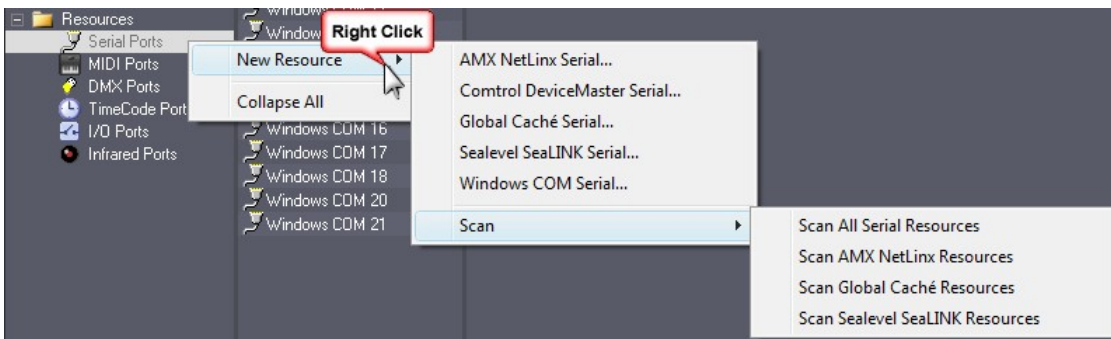 Resources
Serial Ports
MIDI Ports
DMX Ports
TimeCode Port
I/O Ports
Infrared Ports
Windows
Right Click
New Resource
Collapse All
Windows COM 16
Windows COM 17
Windows COM 18
Windows COM 20
Windows COM 21
AMX NetLinx Serial...
Comtrol DeviceMaster Serial...
Global Caché Serial...
Sealevel SeaLINK Serial...
Windows COM Serial...
Scan
Scan All Serial Resources
Scan AMX NetLinx Resources
Scan Global Caché Resources
Scan Sealevel SeaLINK Resources